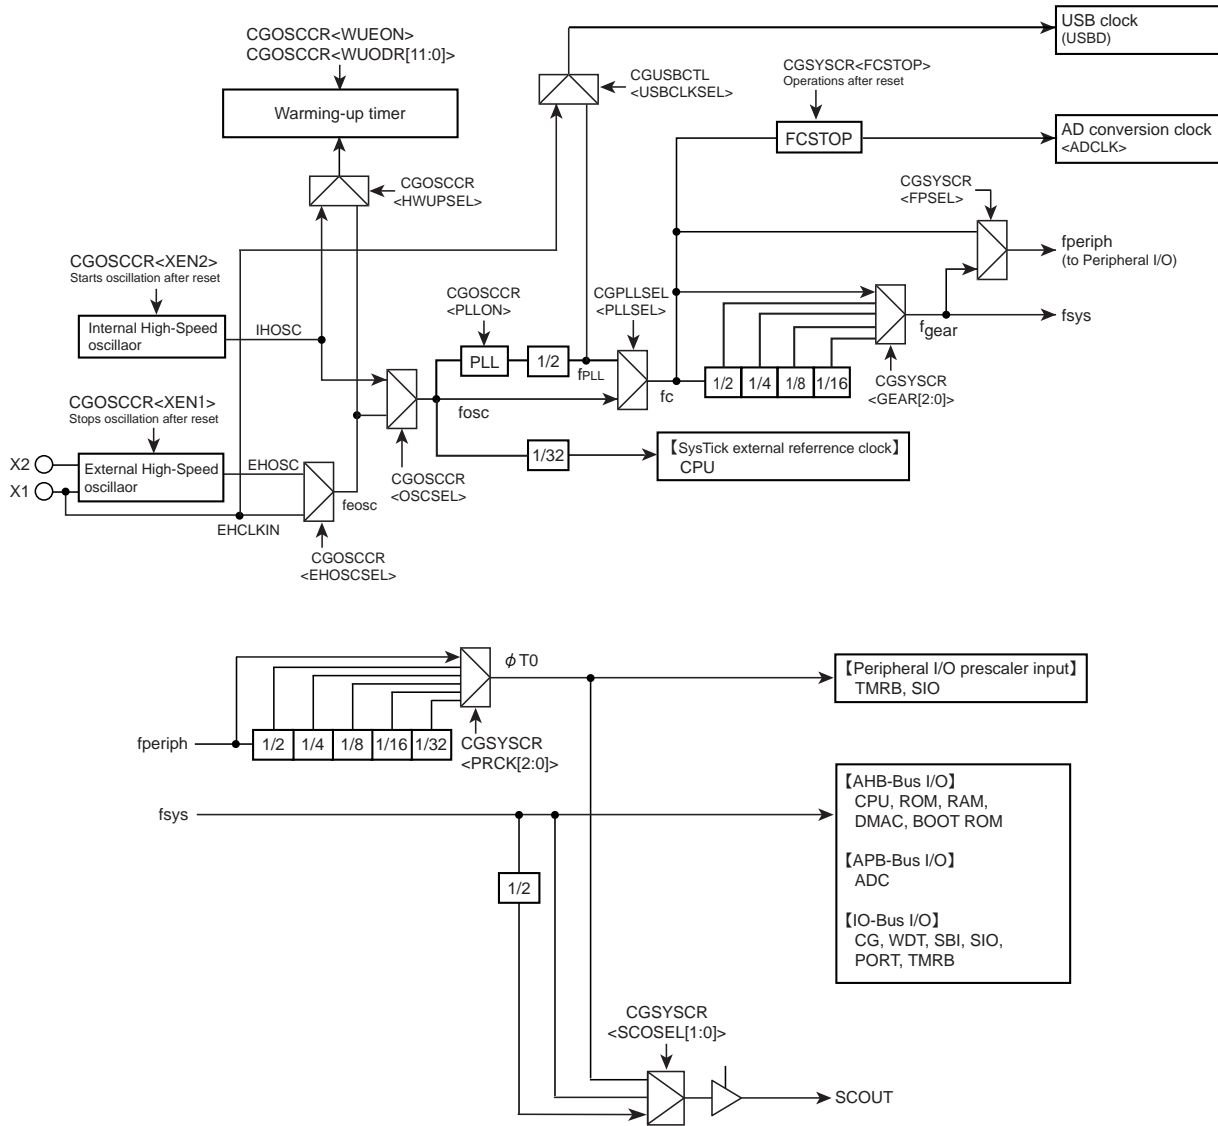 CGOSCCR<WUEON>
CGOSCCR<WUODR[11:0]>
Warming-up timer
USB clock
(USBD)
CGUSBCTL
<USBCLKSEL>
CGSYSCR<FCSTOP>
Operations after reset
FCSTOP
AD conversion clock
<ADCLK>
CGOSCCR
<HWUPSEL>
CGSYSCR
<FPSEL>
fperiph
(to Peripheral I/O)
CGOSCCR<XEN2>
Starts oscillation after reset
Internal High-Speed
oscillaor
IHOSC
CGOSCCR
<PLLON>
PLL
1/2
fPLL
CGPLLSEL
<PLLSEL>
fc
1/2
1/4
1/8
1/16
fgear
fsys
CGSYSCR
<GEAR[2:0]>
CGOSCCR<XEN1>
Stops oscillation after reset
fosc
1/32
【SysTick external referrence clock】
CPU
X2
X1
External High-Speed
oscillaor
EHOSC
feosc
CGOSCCR
<OSCSEL>
EHCLKIN
CGOSCCR
<EHOSCSEL>
ϕT0
【Peripheral I/O prescaler input】
TMRB, SIO
fperiph
1/2
1/4
1/8
1/16
1/32
CGSYSCR
<PRCK[2:0]>
fsys
【AHB-Bus I/O】
CPU, ROM, RAM,
DMAC, BOOT ROM
【APB-Bus I/O】
ADC
【IO-Bus I/O】
CG, WDT, SBI, SIO,
PORT, TMRB
1/2
CGSYSCR
<SCOSEL[1:0]>
SCOUT